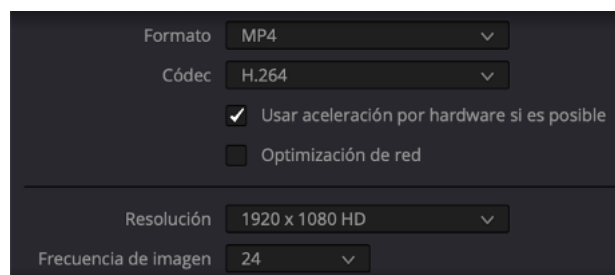 Formato MP4
Códec H.264
Usar aceleración por hardware si es posible
Optimización de red
Resolución 1920 x 1080 HD
Frecuencia de imagen 24